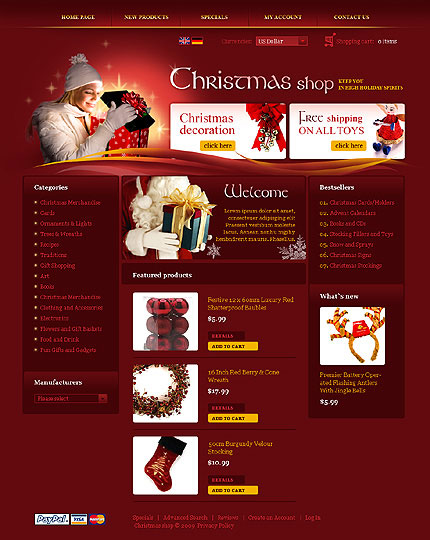 HOME PAGE NEW PRODUCTS SPECIALS MY ACCOUNT CONTACT US
Currencies: US Dollar Shopping cart: 0 items
Christmas shop
KEEP YOU
IN HIGH HOLIDAY SPIRITS
Christmas
decoration
click here
Free shipping
ON ALL TOYS
click here
Categories
Christmas Merchandise
Cards
Ornaments & Lights
Trees & Wreaths
Recipes
Traditions
Gift Shopping
Art
Boxes
Christmas Merchandise
Clothing and Accessories
Electronics
Flowers and Gift Baskets
Food and Drink
Fun Gifts and Gadgets
Manufacturers
Please select
Welcome
Lorem ipsum dolor sit amet,
consectetuer adipiscing elit
Praesent vestibulum molestie
lacus. Aenean nonummy
hendrerit mauris. Phasellus.
Featured products
Festive 12 x 60mm Luxury Red
Shatterproof Baubles
$5.99
DETAILS
ADD TO CART
16 Inch Red Berry & Cone
Wreath
$17.99
DETAILS
ADD TO CART
50cm Burgundy Velour
Stocking
$10.99
DETAILS
ADD TO CART
Bestsellers
01. Christmas Cards/Holders
02. Advent Calendars
03. Books and CDs
04. Stocking Fillers and Toys
05. Snow and Sprays
06. Christmas Signs
07. Christmas Stockings
What's new
Premier Battery Oper-
ated Flashing Antlers
With Jingle Bells
$5.99
PayPal VISA MasterCard
Specials | Advanced Search | Reviews | Create an Account | Log in
Christmas shop © 2009 Privacy Policy